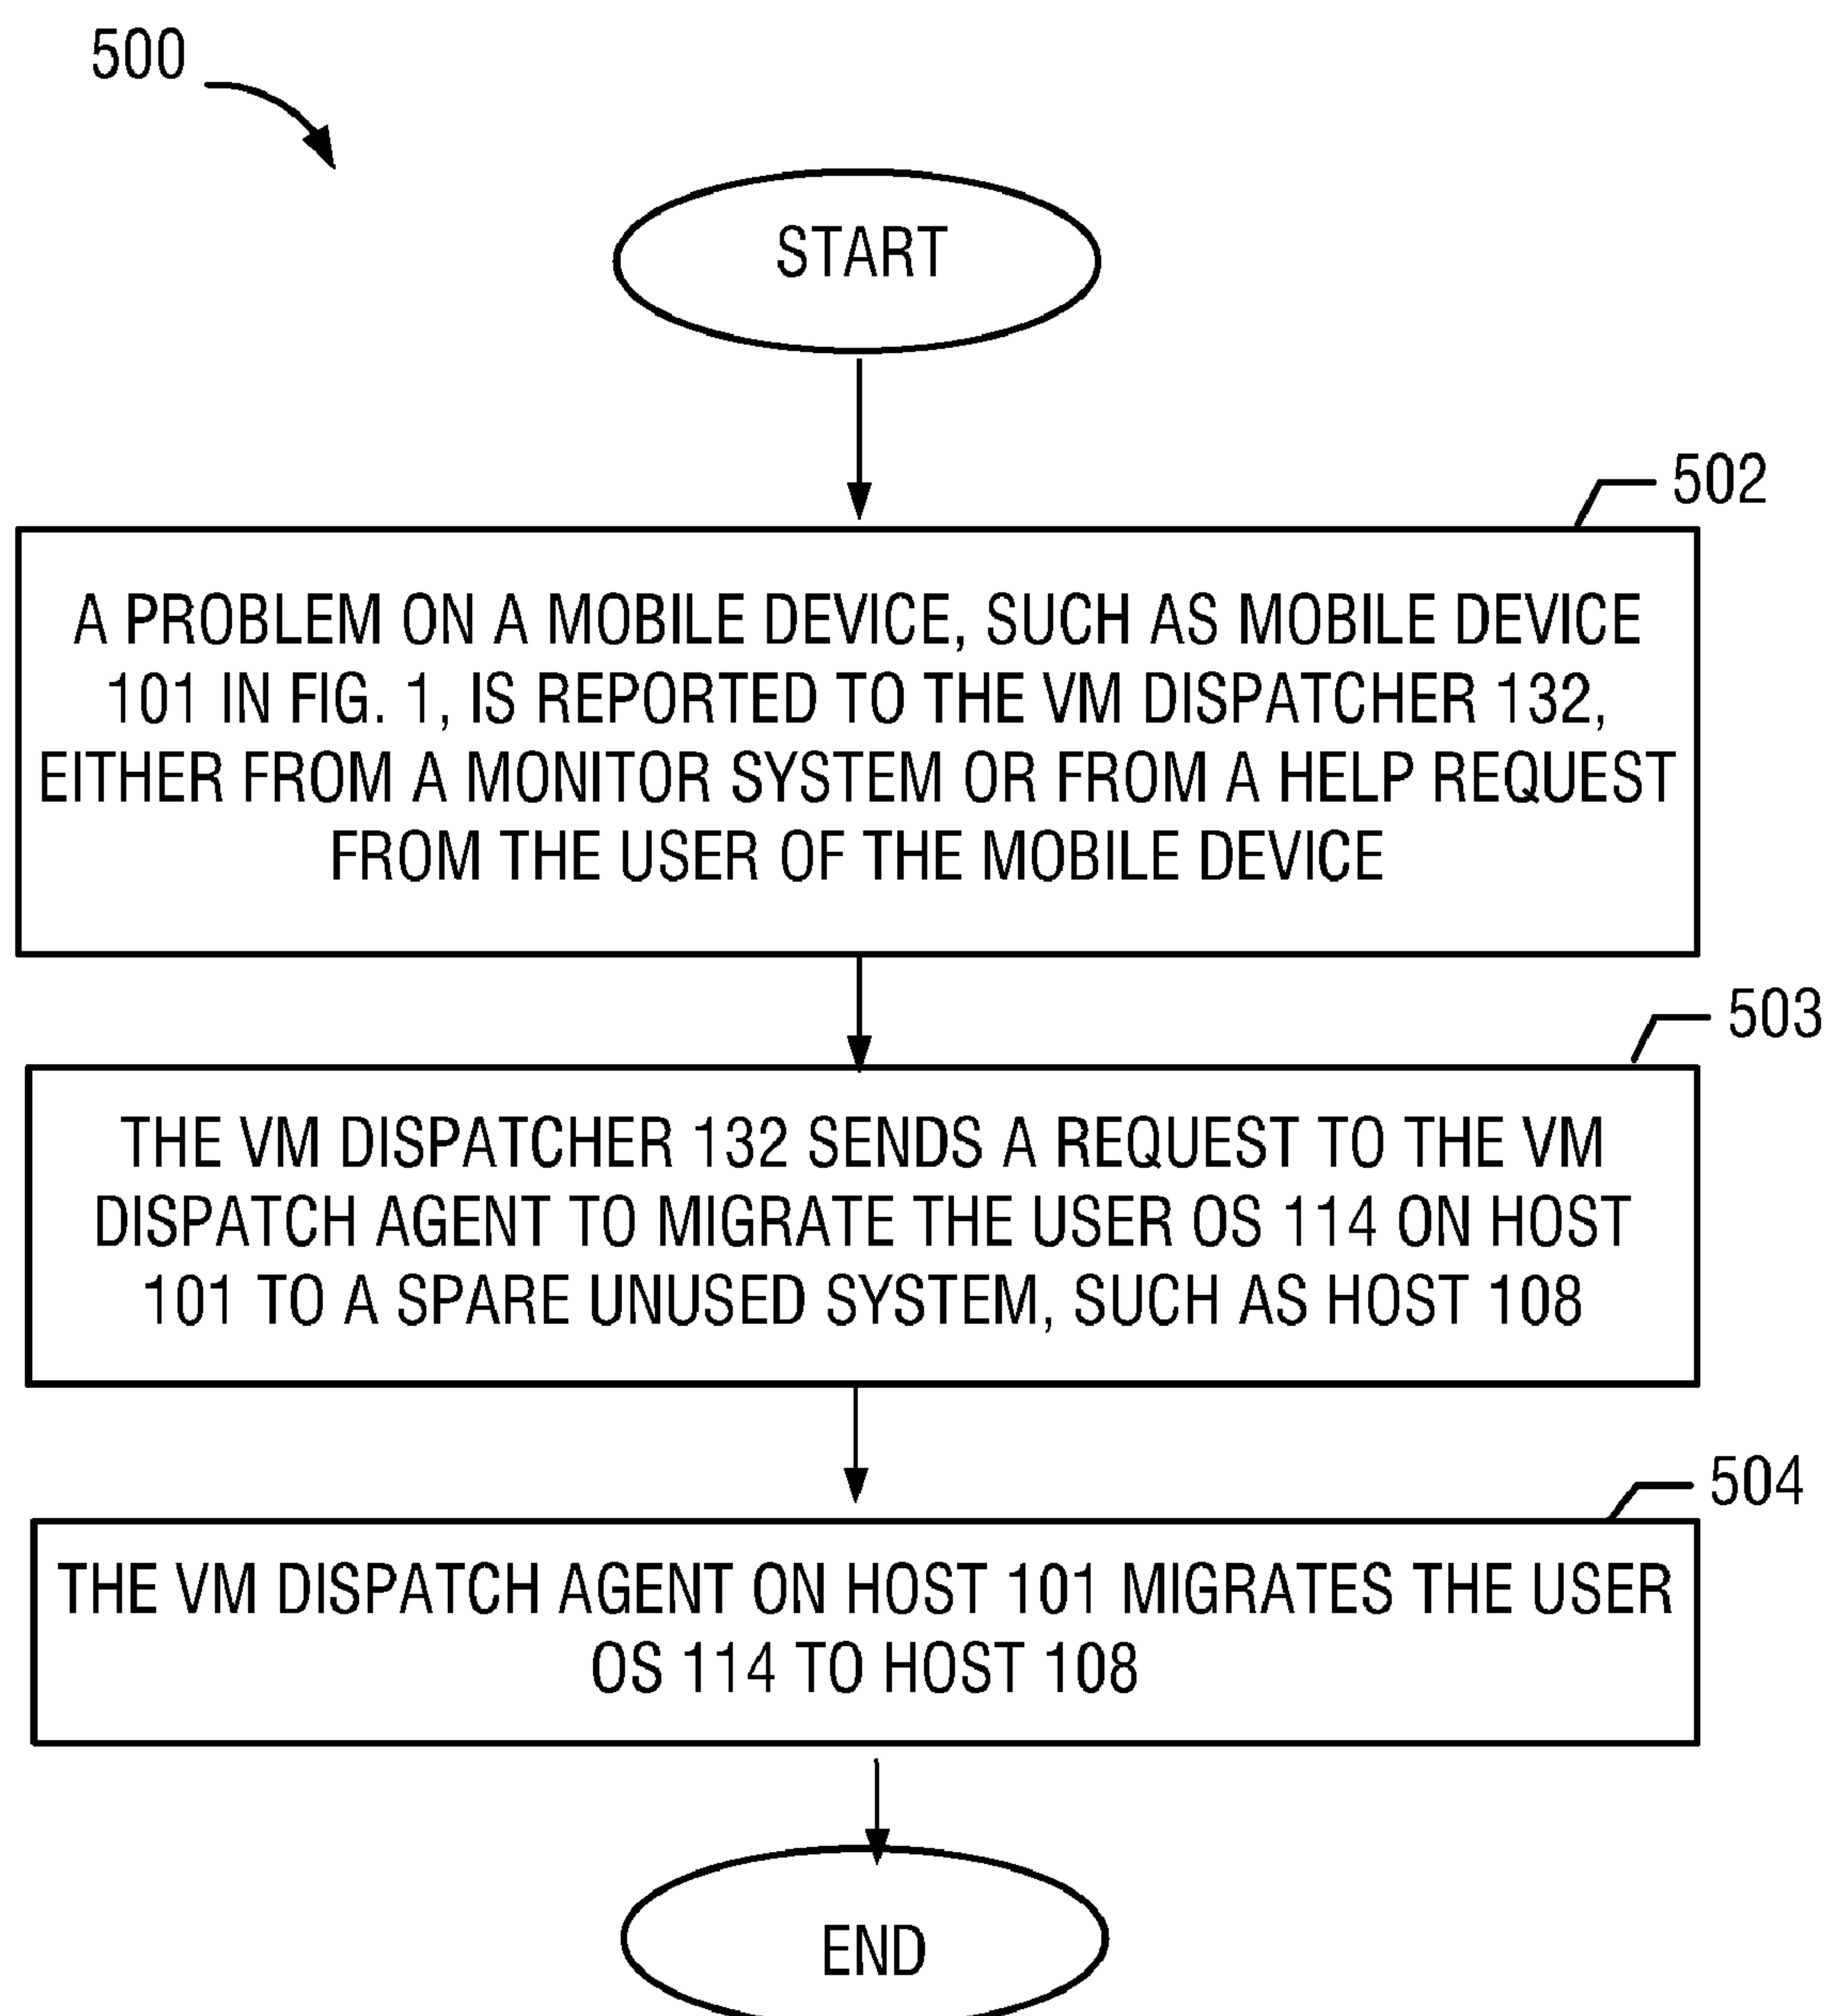 500
START
502
A PROBLEM ON A MOBILE DEVICE, SUCH AS MOBILE DEVICE
101 IN FIG. 1, IS REPORTED TO THE VM DISPATCHER 132,
EITHER FROM A MONITOR SYSTEM OR FROM A HELP REQUEST
FROM THE USER OF THE MOBILE DEVICE
503
THE VM DISPATCHER 132 SENDS A REQUEST TO THE VM
DISPATCH AGENT TO MIGRATE THE USER OS 114 ON HOST
101 TO A SPARE UNUSED SYSTEM, SUCH AS HOST 108
504
THE VM DISPATCH AGENT ON HOST 101 MIGRATES THE USER
OS 114 TO HOST 108
END